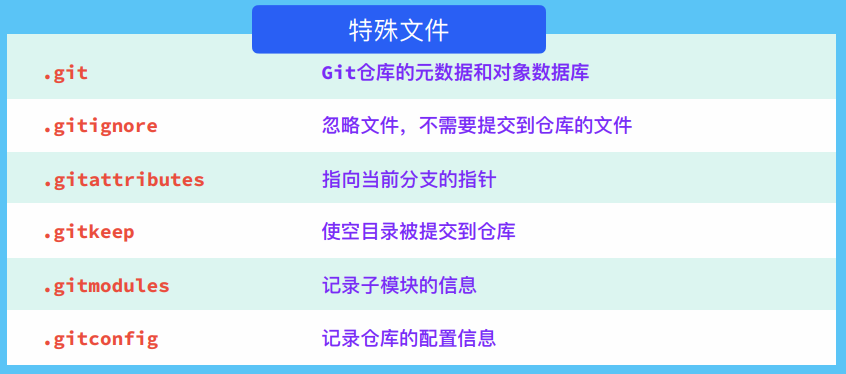 特殊文件
.git Git仓库的元数据和对象数据库
.gitignore 忽略文件，不需要提交到仓库的文件
.gitattributes 指向当前分支的指针
.gitkeep 使空目录被提交到仓库
.gitmodules 记录子模块的信息
.gitconfig 记录仓库的配置信息